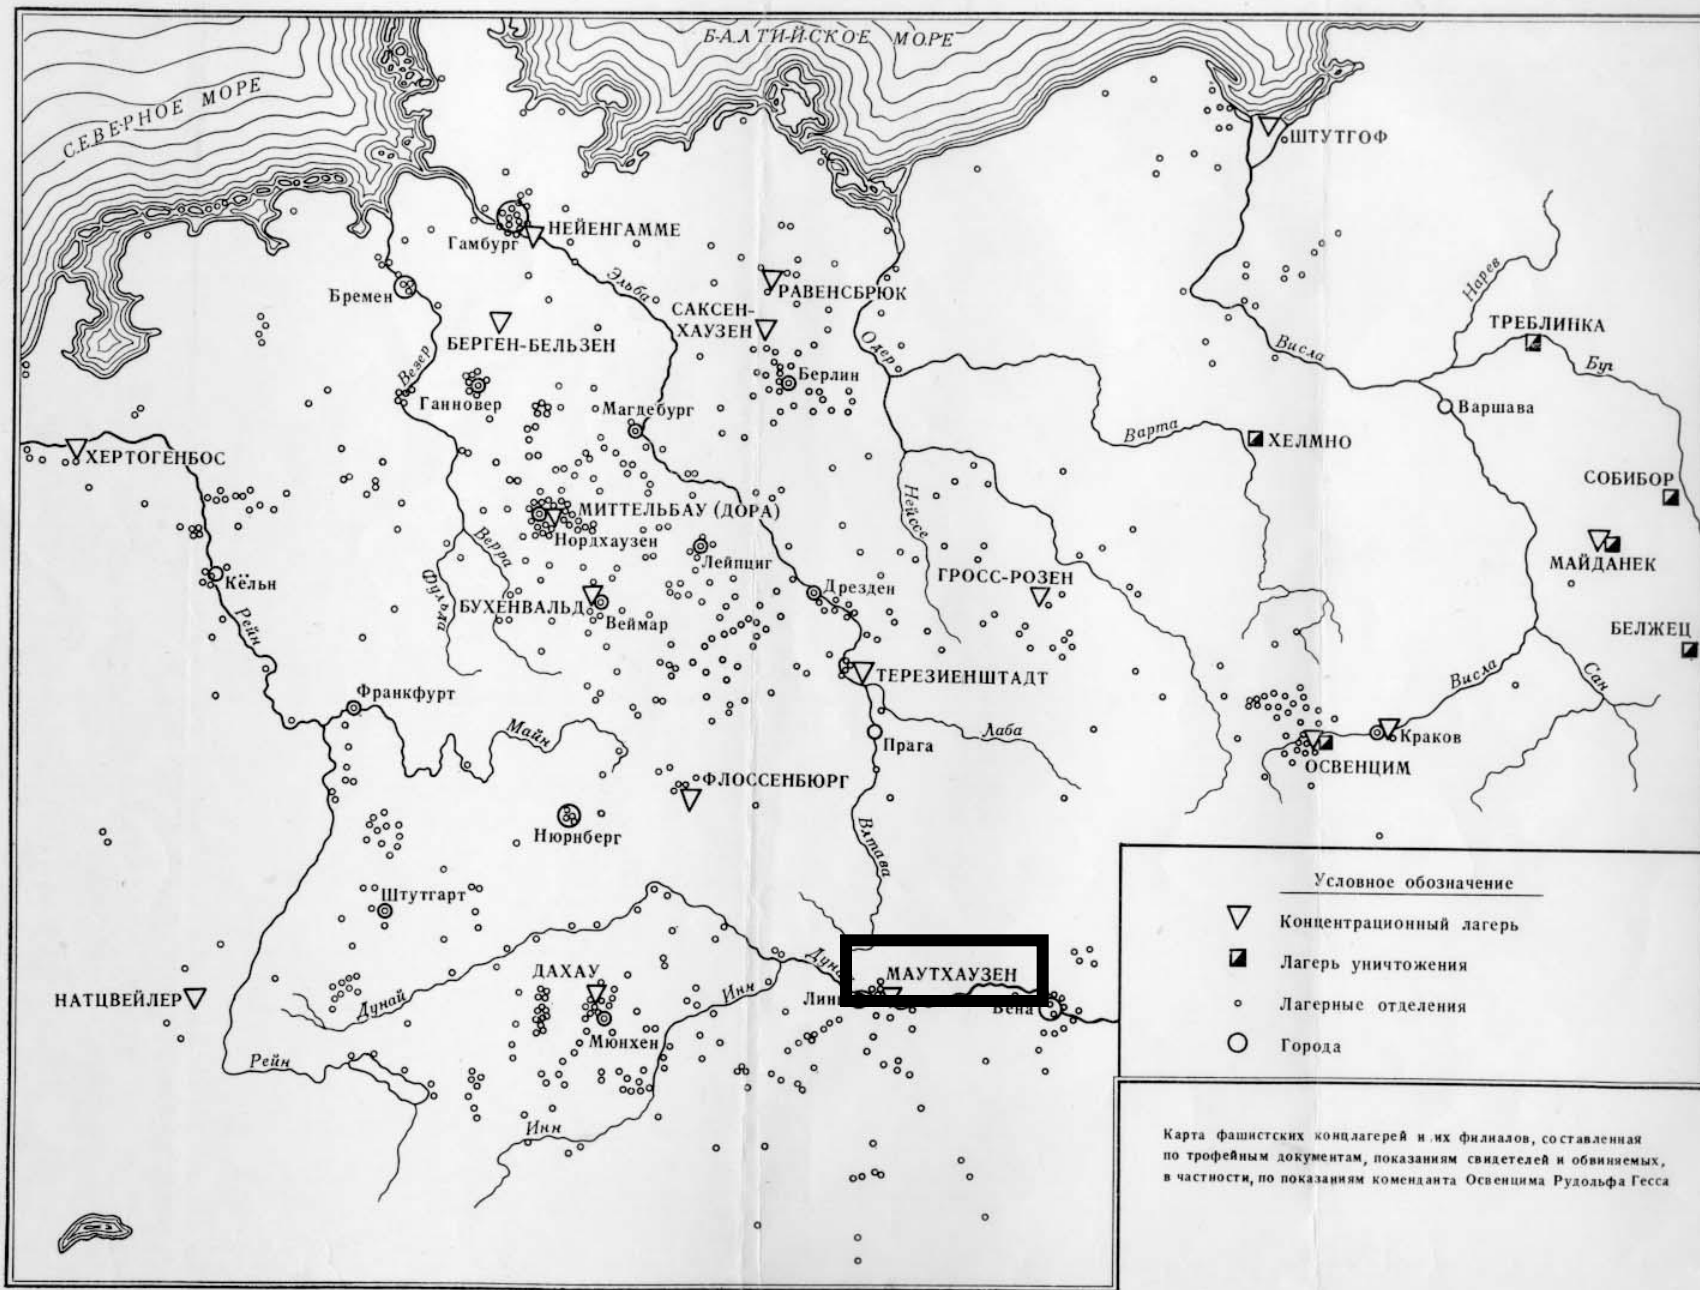 БАЛТИЙСКОЕ МОРЕ
СЕВЕРНОЕ МОРЕ
ШТУТГОФ
НЕЙЕНГАММЕ
Гамбург
Эльба
Нарев
Бремен
РАВЕНСБРЮК
САКСЕН-
ХАУЗЕН
ТРЕБЛИНКА
БЕРГЕН-БЕЛЬЗЕН
Одер
Висла
Везер
Буг
Берлин
Ганновер
Магдебург
Варшава
Варта
ХЕЛМНО
ХЕРТОГЕНБОС
СОБИБОР
Нейссе
МИТТЕЛЬБАУ (ДОРА)
Нордхаузен
Верра
Лейпциг
МАЙДАНЕК
ГРОСС-РОЗЕН
Кёльн
Фульда
Дрезден
БУХЕНВАЛЬД
Веймар
Рейн
БЕЛЖЕЦ
ТЕРЕЗИЕНШТАДТ
Висла
Сан
Франкфурт
Майн
Лаба
Прага
Краков
ОСВЕНЦИМ
ФЛОССЕНБЮРГ
Нюрнберг
Влтава
Штутгарт
МАУТХАУЗЕН
ДАХАУ
НАТЦВЕЙЛЕР
Дунай
Инн
Вена
Мюнхен
Рейн
Инн
Условное обозначение
Концентрационный лагерь
Лагерь уничтожения
Лагерные отделения
Города
Карта фашистских концлагерей и их филиалов, составленная
по трофейным документам, показаниям свидетелей и обвиняемых,
в частности, по показаниям коменданта Освенцима Рудольфа Гесса